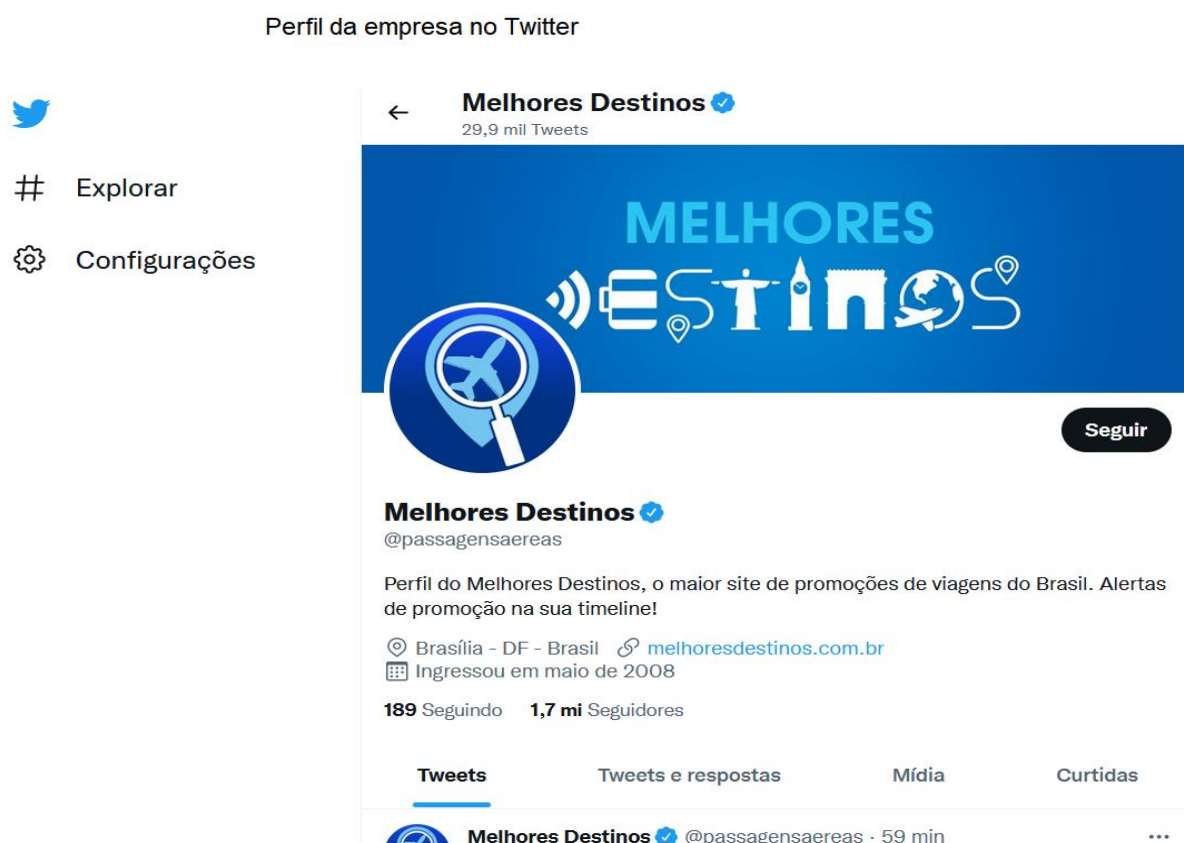 Perfil da empresa no Twitter
Melhores Destinos
29,9 mil Tweets
Explorar
Configurações
MELHORES
DESTINOS
Seguir
Melhores Destinos
@passagensaereas
Perfil do Melhores Destinos, o maior site de promoções de viagens do Brasil. Alertas
de promoção na sua timeline!
Brasília - DF - Brasil melhoresdestinos.com.br
Ingressou em maio de 2008
189 Seguindo 1,7 mi Seguidores
Tweets Tweets e respostas Mídia Curtidas
Melhores Destinos @passagensaereas · 59 min